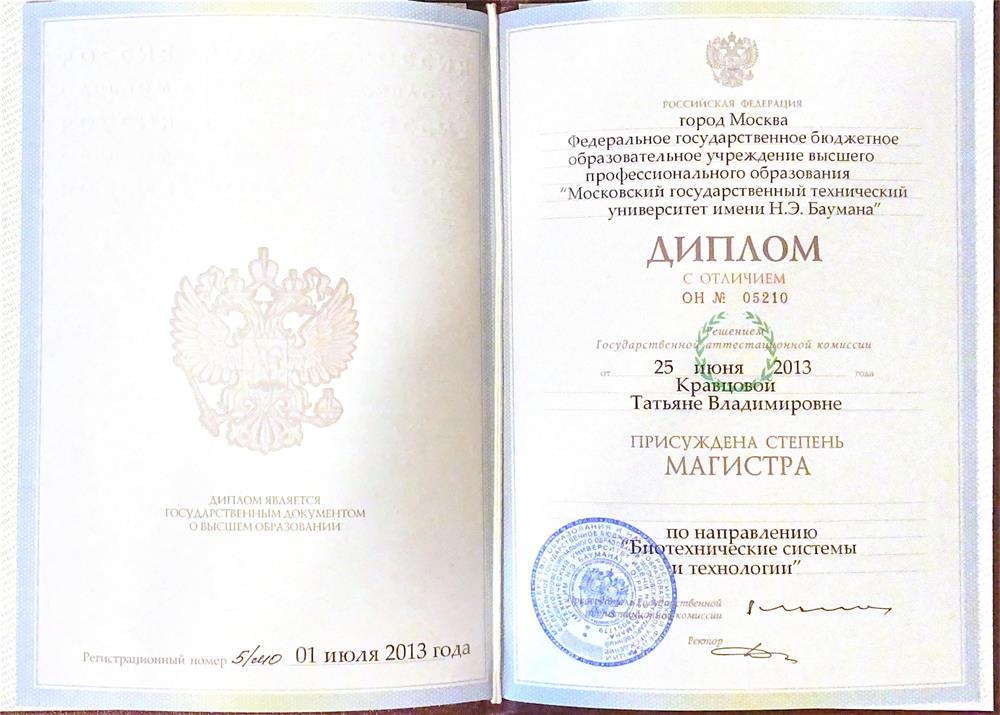 ДИПЛОМ ЯВЛЯЕТСЯ
ГОСУДАРСТВЕННЫМ ДОКУМЕНТОМ
О ВЫСШЕМ ОБРАЗОВАНИИ
Регистрационный номер 01 июля 2013 года
РОССИЙСКАЯ ФЕДЕРАЦИЯ
город Москва
Федеральное государственное бюджетное
образовательное учреждение высшего
профессионального образования
“Московский государственный технический
университет имени Н.Э. Баумана”
ДИПЛОМ
С ОТЛИЧИЕМ
ОН № 05210
Решением
Государственной аттестационной комиссии
от 25 июня 2013 года
Кравцовой
Татьяне Владимировне
ПРИСУЖДЕНА СТЕПЕНЬ
МАГИСТРА
по направлению
“Биотехнические системы
и технологии”
Председатель Государственной
аттестационной комиссии
Ректор